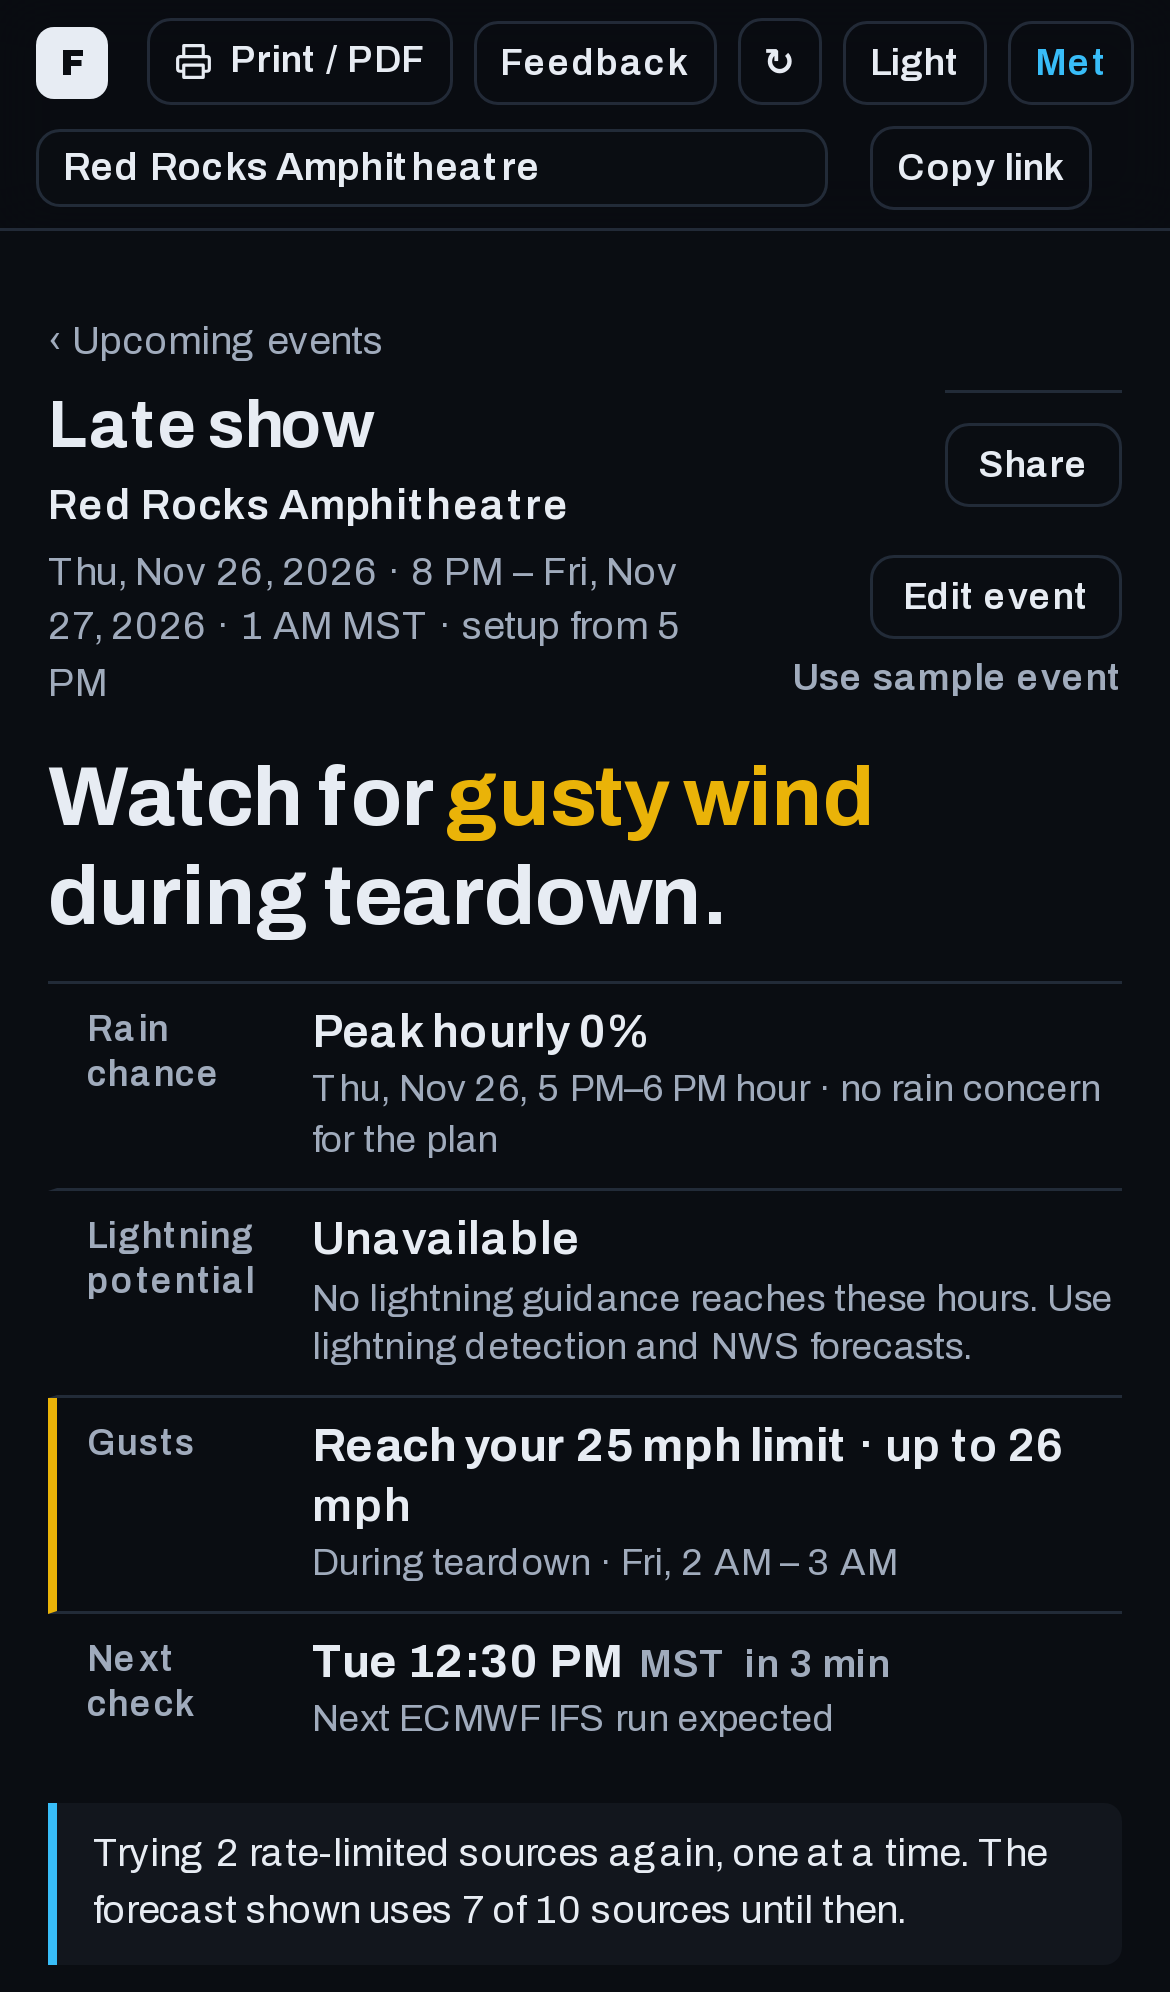 F
Print / PDF
Feedback
↻
Light
Met
Red Rocks Amphitheatre
Copy link
‹ Upcoming events
Late show
Share
Red Rocks Amphitheatre
Thu, Nov 26, 2026 · 8 PM – Fri, Nov
27, 2026 · 1 AM MST · setup from 5
PM
Edit event
Use sample event
Watch for gusty wind
during teardown.
Rain
chance
Peak hourly 0%
Thu, Nov 26, 5 PM–6 PM hour · no rain concern
for the plan
Lightning
potential
Unavailable
No lightning guidance reaches these hours. Use
lightning detection and NWS forecasts.
Gusts
Reach your 25 mph limit · up to 26
mph
During teardown · Fri, 2 AM – 3 AM
Next
check
Tue 12:30 PM MST in 3 min
Next ECMWF IFS run expected
Trying 2 rate-limited sources again, one at a time. The
forecast shown uses 7 of 10 sources until then.